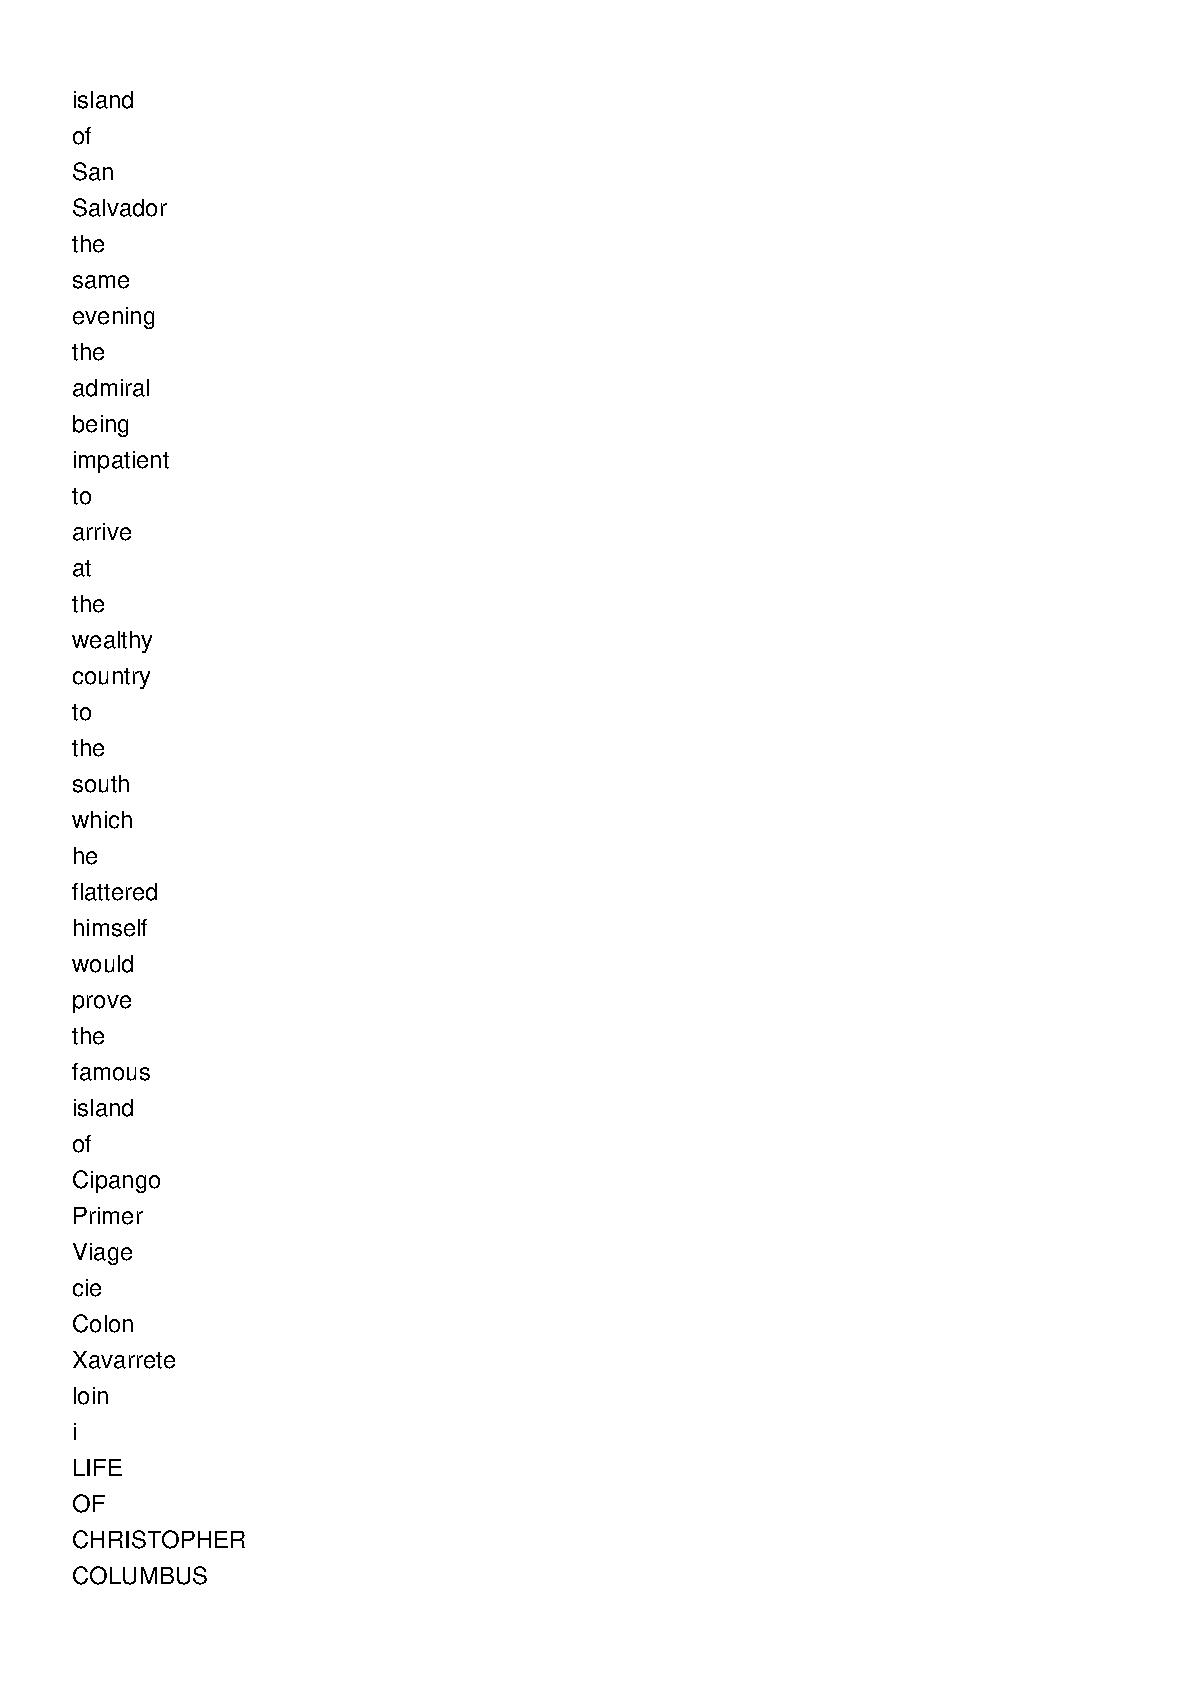 island
of
San
Salvador
the
same
evening
the
admiral
being
impatient
to
arrive
at
the
wealthy
country
to
the
south
which
he
flattered
himself
would
prove
the
famous
island
of
Cipango
Primer
Viage
cie
Colon
Xavarrete
loin
i
LIFE
OF
CHRISTOPHER
COLUMBUS